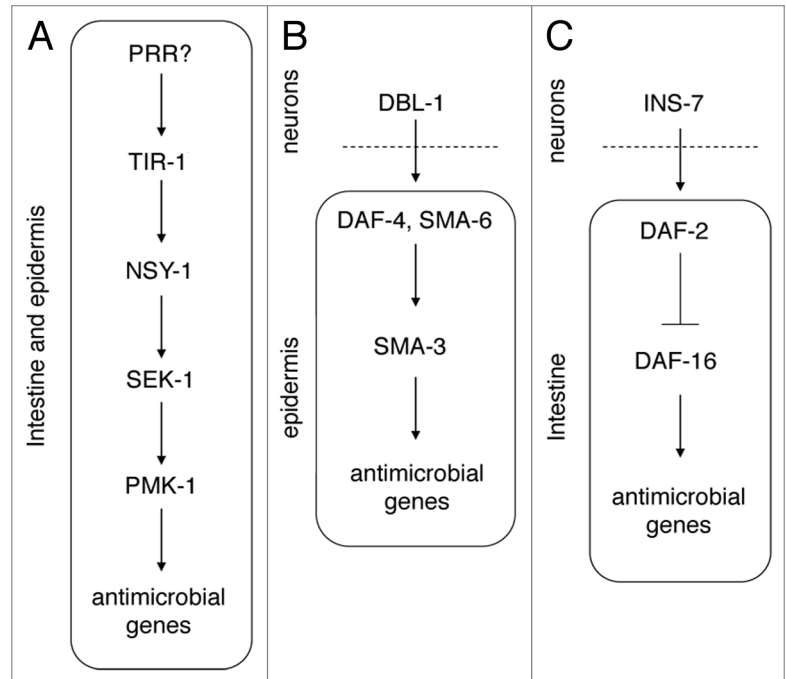 A
Intestine and epidermis
PRR?
TIR-1
NSY-1
SEK-1
PMK-1
antimicrobial
genes
B
neurons
DBL-1
epidermis
DAF-4, SMA-6
SMA-3
antimicrobial
genes
C
neurons
INS-7
Intestine
DAF-2
DAF-16
antimicrobial
genes